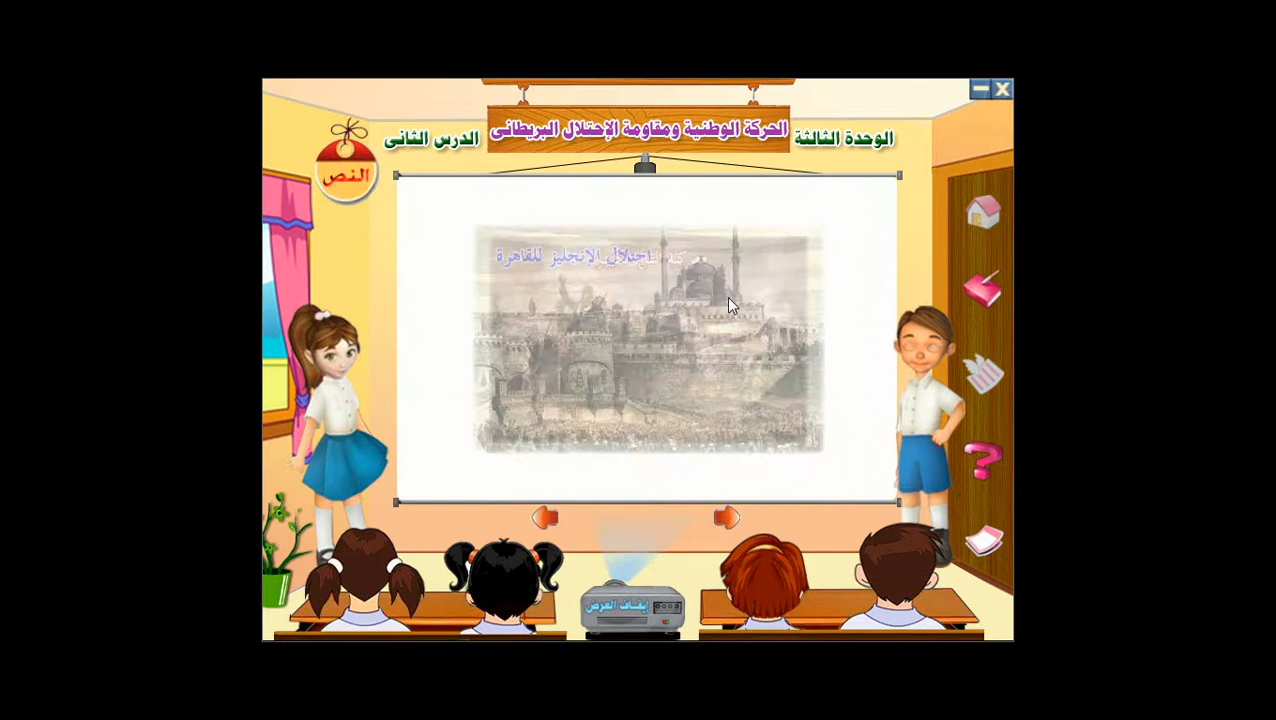 الوحدة الثالثة
الحركة الوطنية ومقاومة الإحتلال البريطانى
الدرس الثانى
النص
احتلال الإنجليز للقاهرة
إيقاف العرض